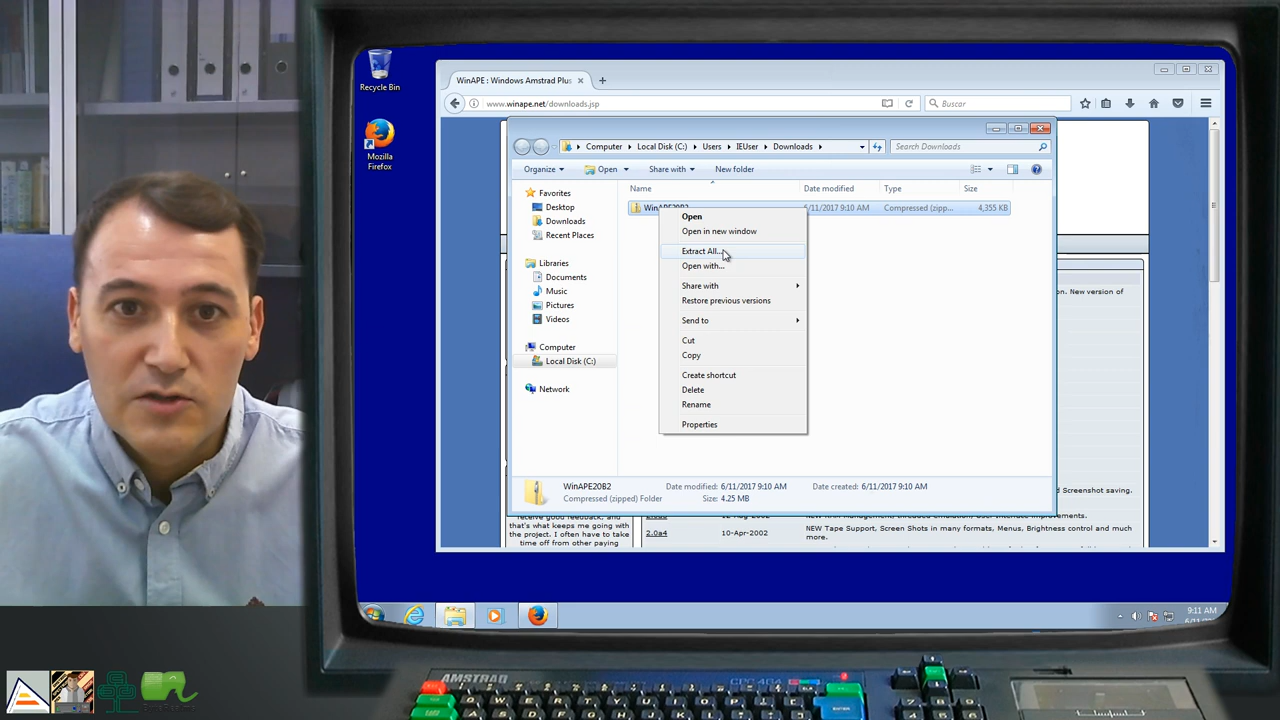 Recycle Bin
Mozilla
Firefox
WinAPE : Windows Amstrad Plus
www.winape.net/downloads.jsp
Buscar
Computer
Local Disk (C:)
Users
IEUser
Downloads
Search Downloads
Organize
Open
Share with
New folder
Name
Date modified
Type
Size
WinAPE20B2
6/11/2017 9:10 AM
Compressed (zipp...
4,355 KB
Favorites
Desktop
Downloads
Recent Places
Libraries
Documents
Music
Pictures
Videos
Computer
Local Disk (C:)
Network
Open
Open in new window
Extract All...
Open with...
Share with
Restore previous versions
Send to
Cut
Copy
Create shortcut
Delete
Rename
Properties
on. New version of
WinAPE20B2
Date modified: 6/11/2017 9:10 AM
Date created: 6/11/2017 9:10 AM
Compressed (zipped) Folder
Size: 4.25 MB
d Screenshot saving.
receive good feedback, and
that's what keeps me going with
the project. I often have to take
time off from other paying
2.0a4
10-Apr-2002
NEW Tape Support, Screen Shots in many formats, Menus, Brightness control and much
more.
9:11 AM
AMSTRAD